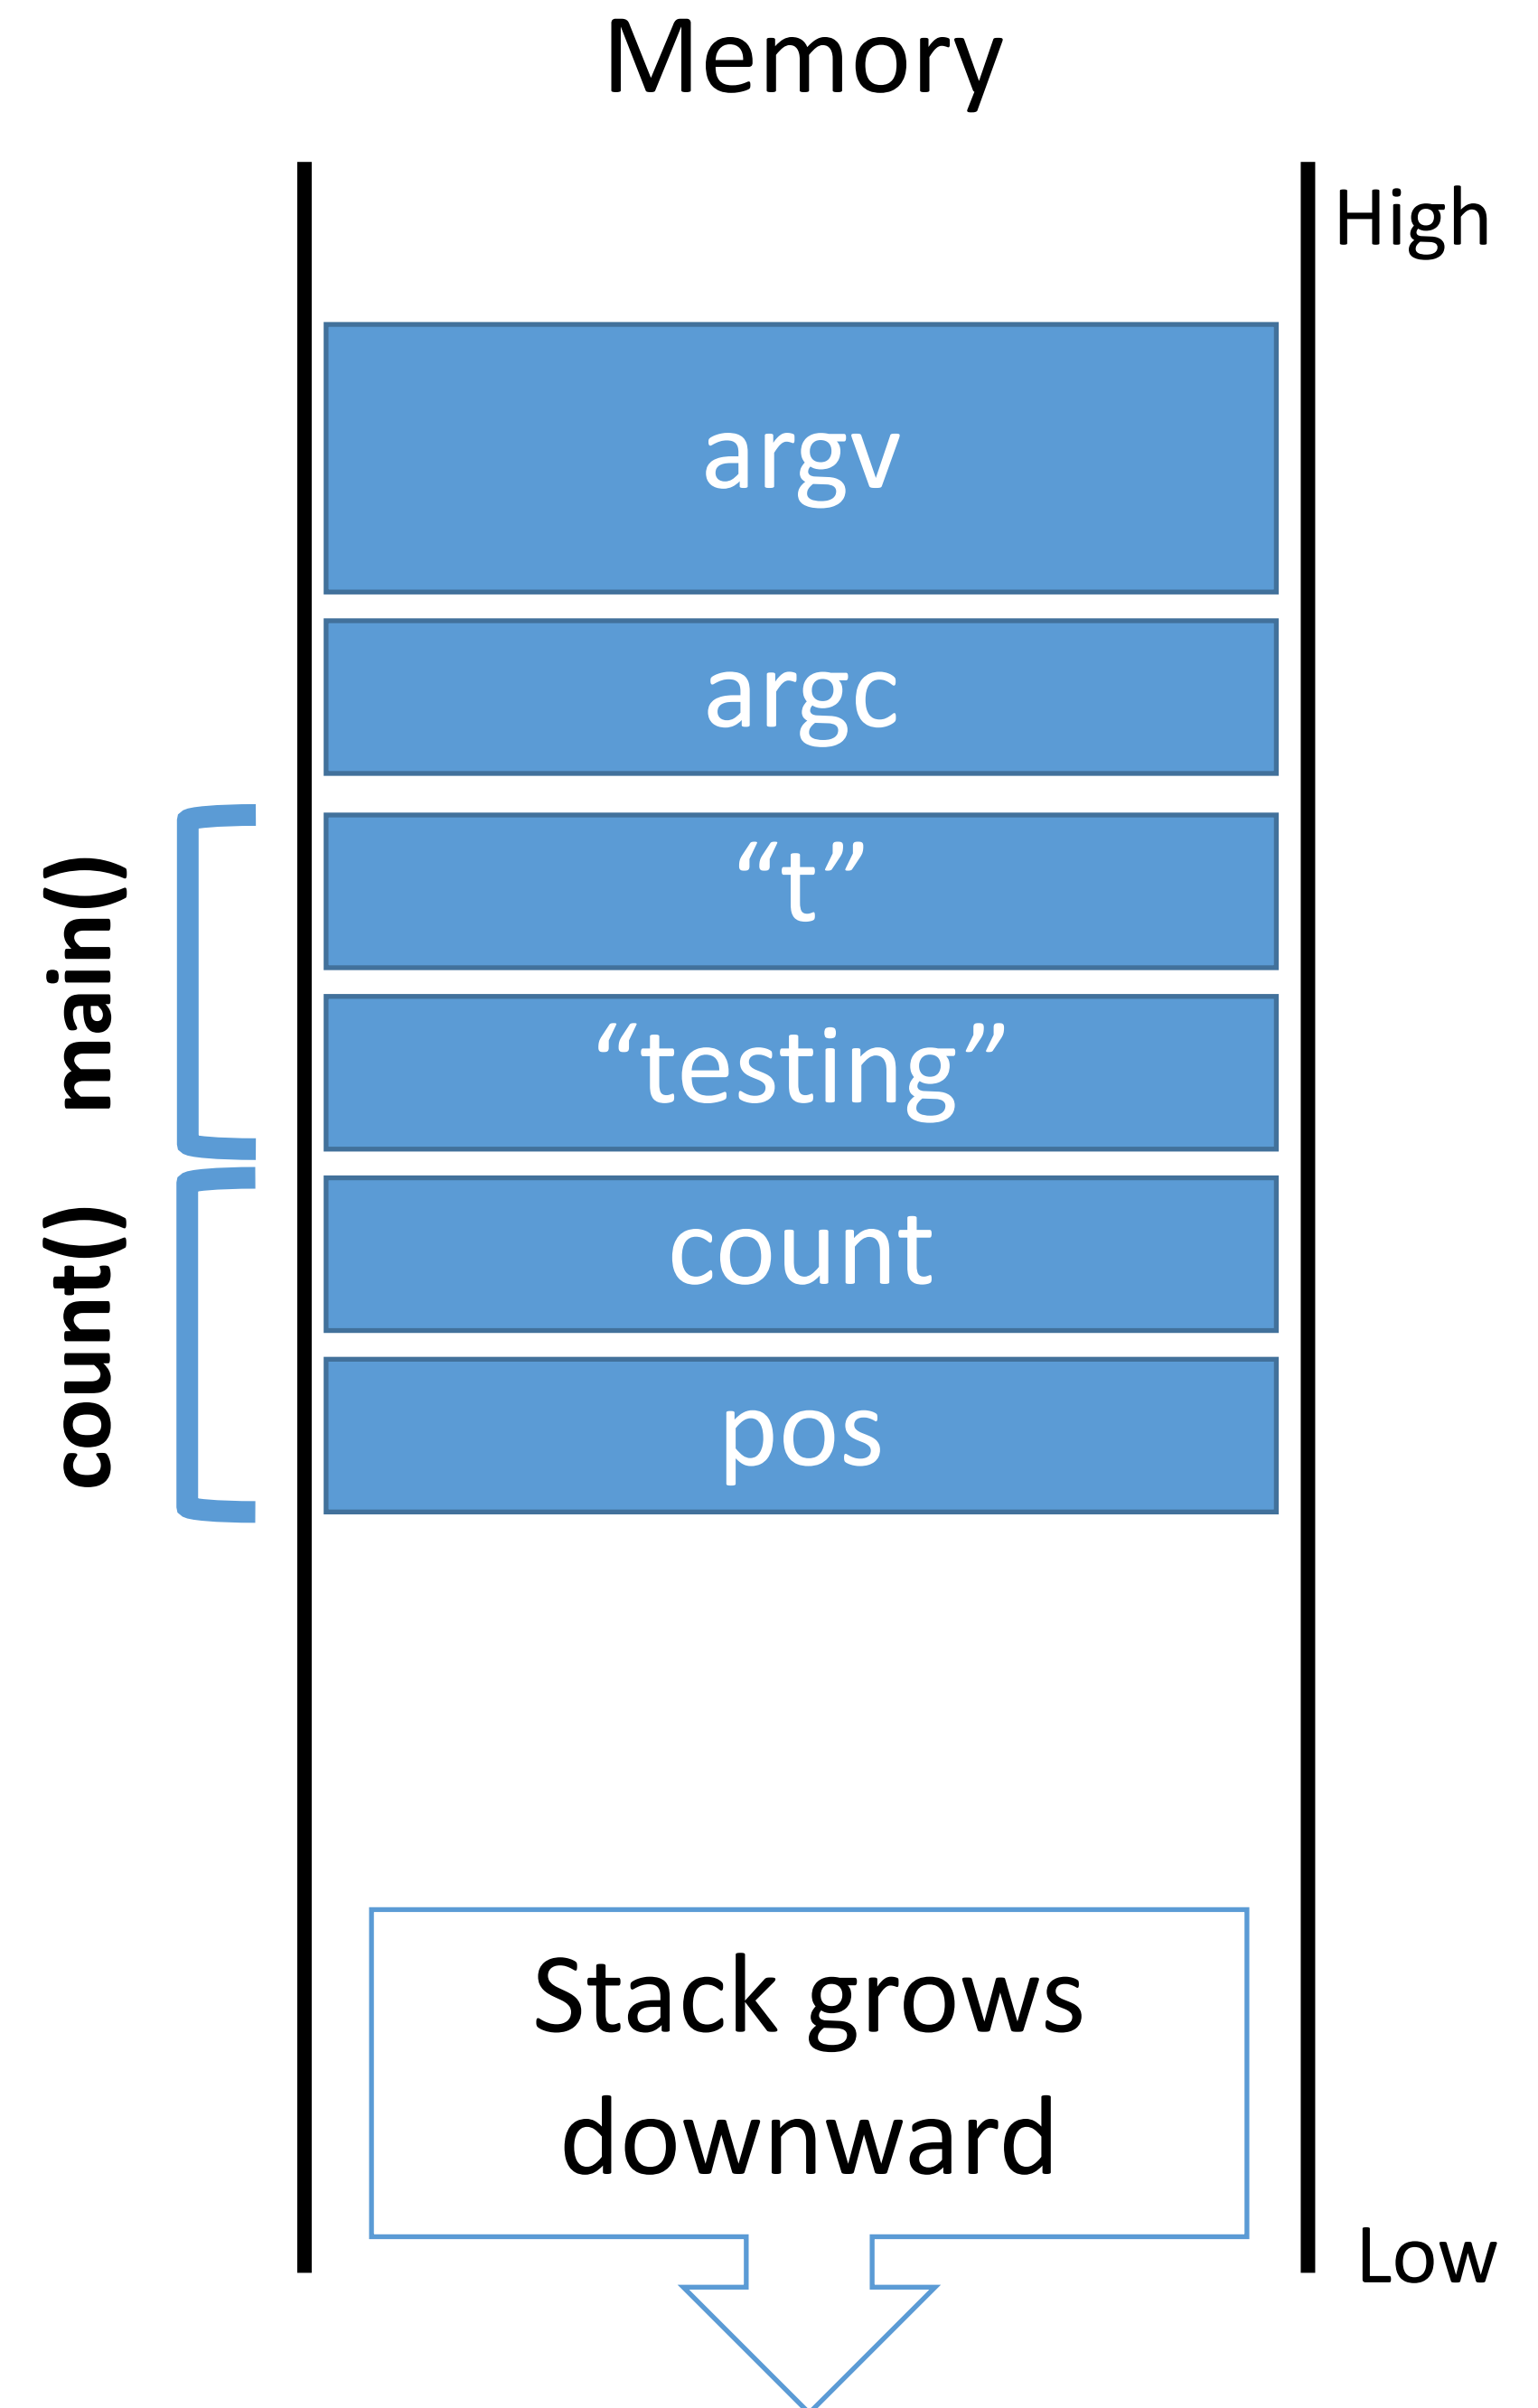 Memory
High
argv
argc
main()
“t”
“testing”
count()
count
pos
Stack grows
downward
Low